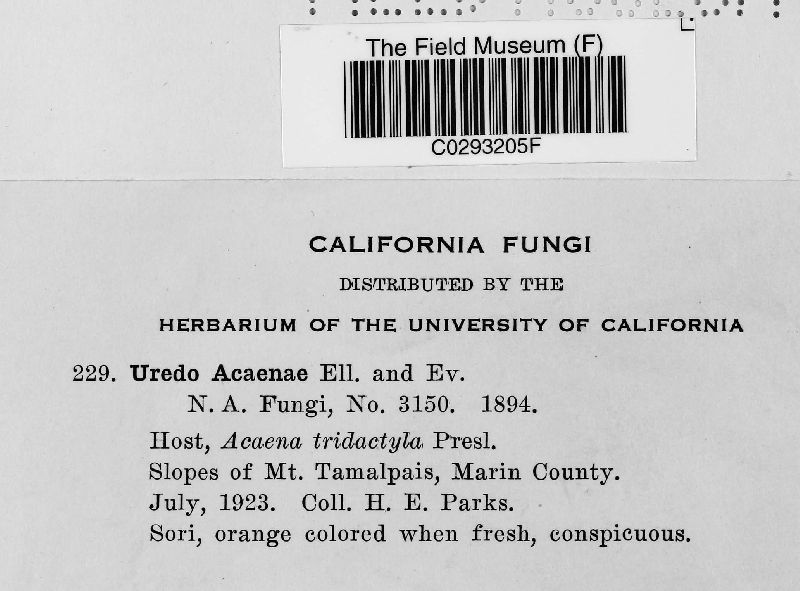 The Field Museum (F)
C0293205F
CALIFORNIA FUNGI
DISTRIBUTED BY THE
HERBARIUM OF THE UNIVERSITY OF CALIFORNIA
229. Uredo Acaenae Ell. and Ev.
N. A. Fungi, No. 3150. 1894.
Host, Acaena tridactyla Presl.
Slopes of Mt. Tamalpais, Marin County.
July, 1923. Coll. H. E. Parks.
Sori, orange colored when fresh, conspicuous.